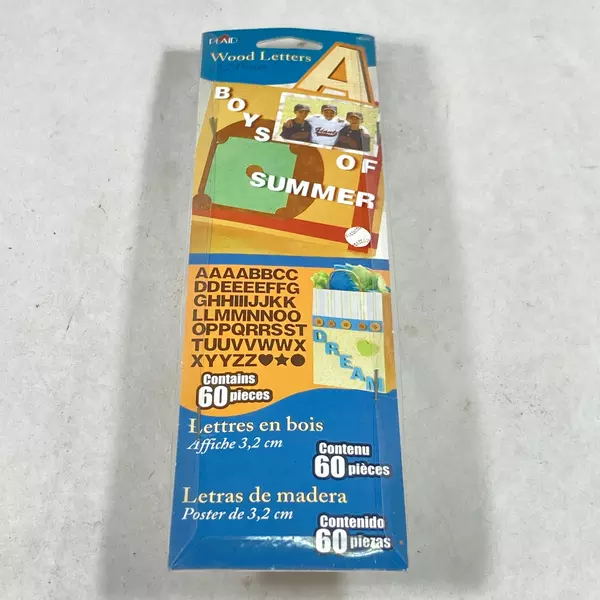 PLAID
Wood Letters
A
BOYS
OF
SUMMER
Giants
AAAABBCC
DDEEEEFFG
GHHIIIJJKK
LLMMNNOO
OPPQRRSST
TUUVVWWX
XYYZZ
DREAM
Contains
60 pieces
Lettres en bois
Affiche 3,2 cm
Contenu
60 pièces
Letras de madera
Poster de 3,2 cm
Contenido
60 piezas